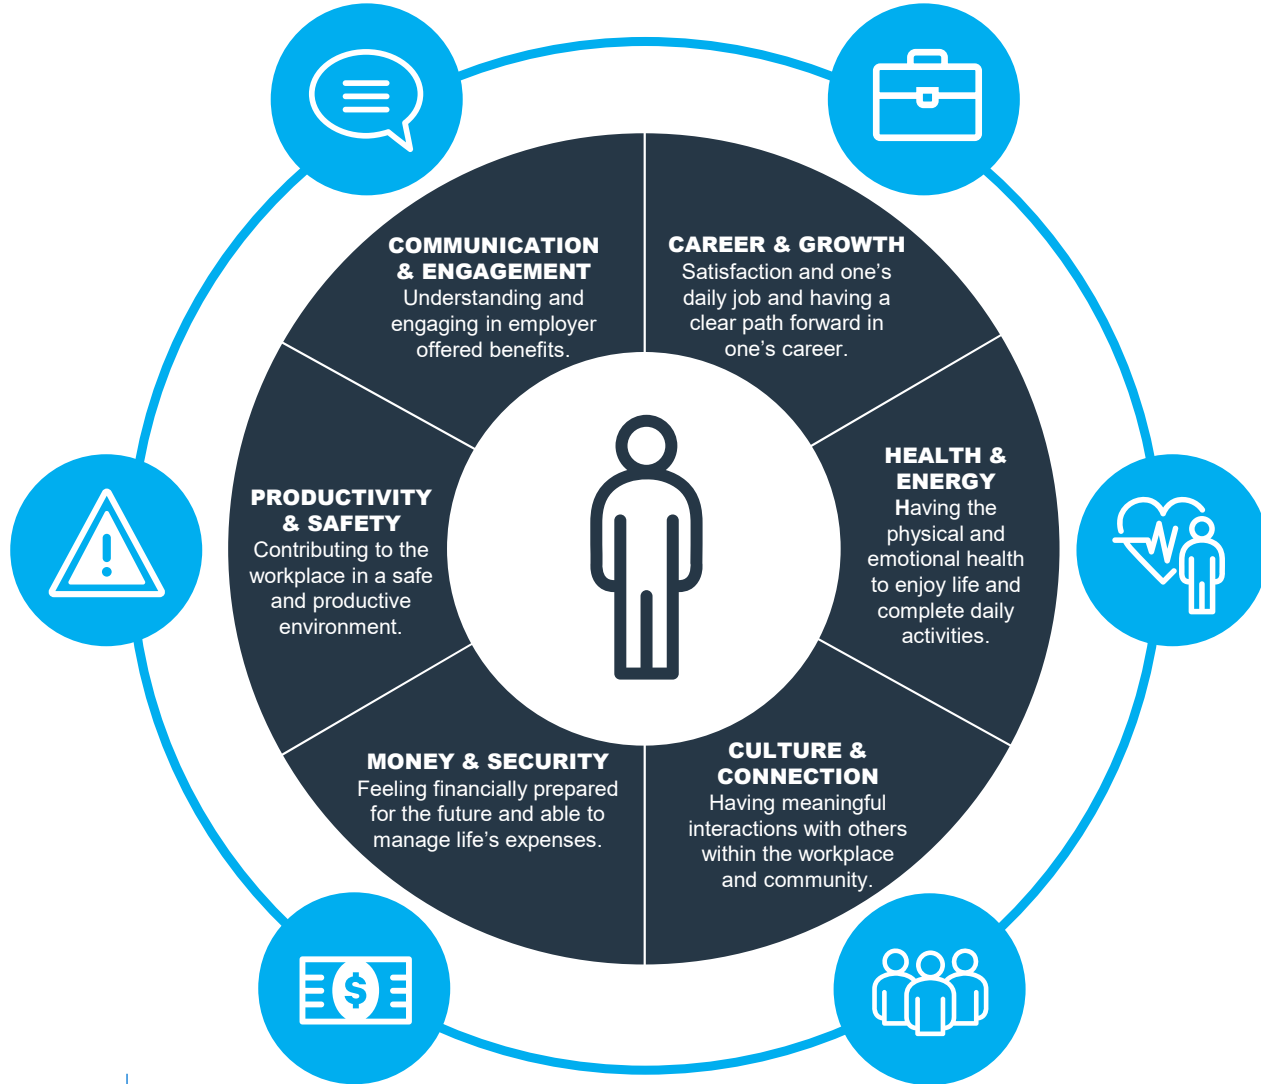 COMMUNICATION
& ENGAGEMENT
Understanding and
engaging in employer
offered benefits.
CAREER & GROWTH
Satisfaction and one’s
daily job and having a
clear path forward in
one’s career.
HEALTH &
ENERGY
Having the
physical and
emotional health
to enjoy life and
complete daily
activities.
PRODUCTIVITY
& SAFETY
Contributing to the
workplace in a safe
and productive
environment.
MONEY & SECURITY
Feeling financially prepared
for the future and able to
manage life’s expenses.
CULTURE &
CONNECTION
Having meaningful
interactions with others
within the workplace
and community.
$